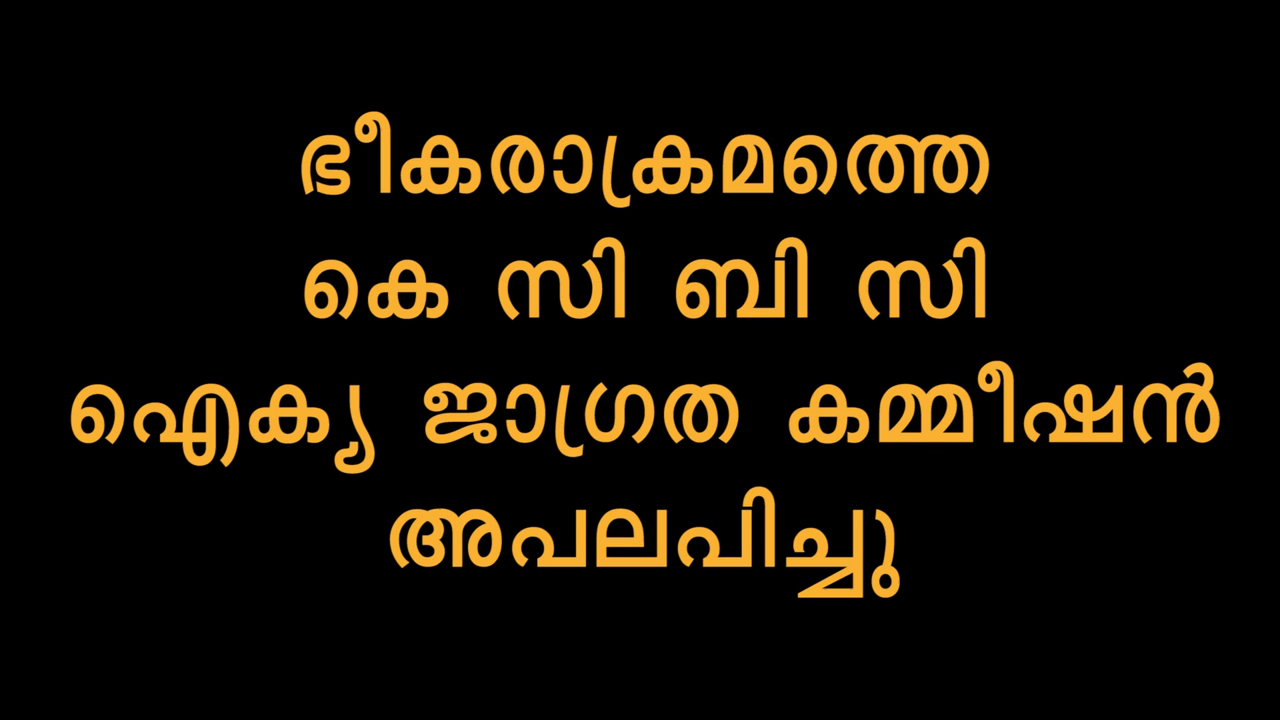 ഭീകരാക്രമത്തെ
കെ സി ബി സി
ഐക്യ ജാഗ്രത കമ്മീഷൻ
അപലപിച്ചു